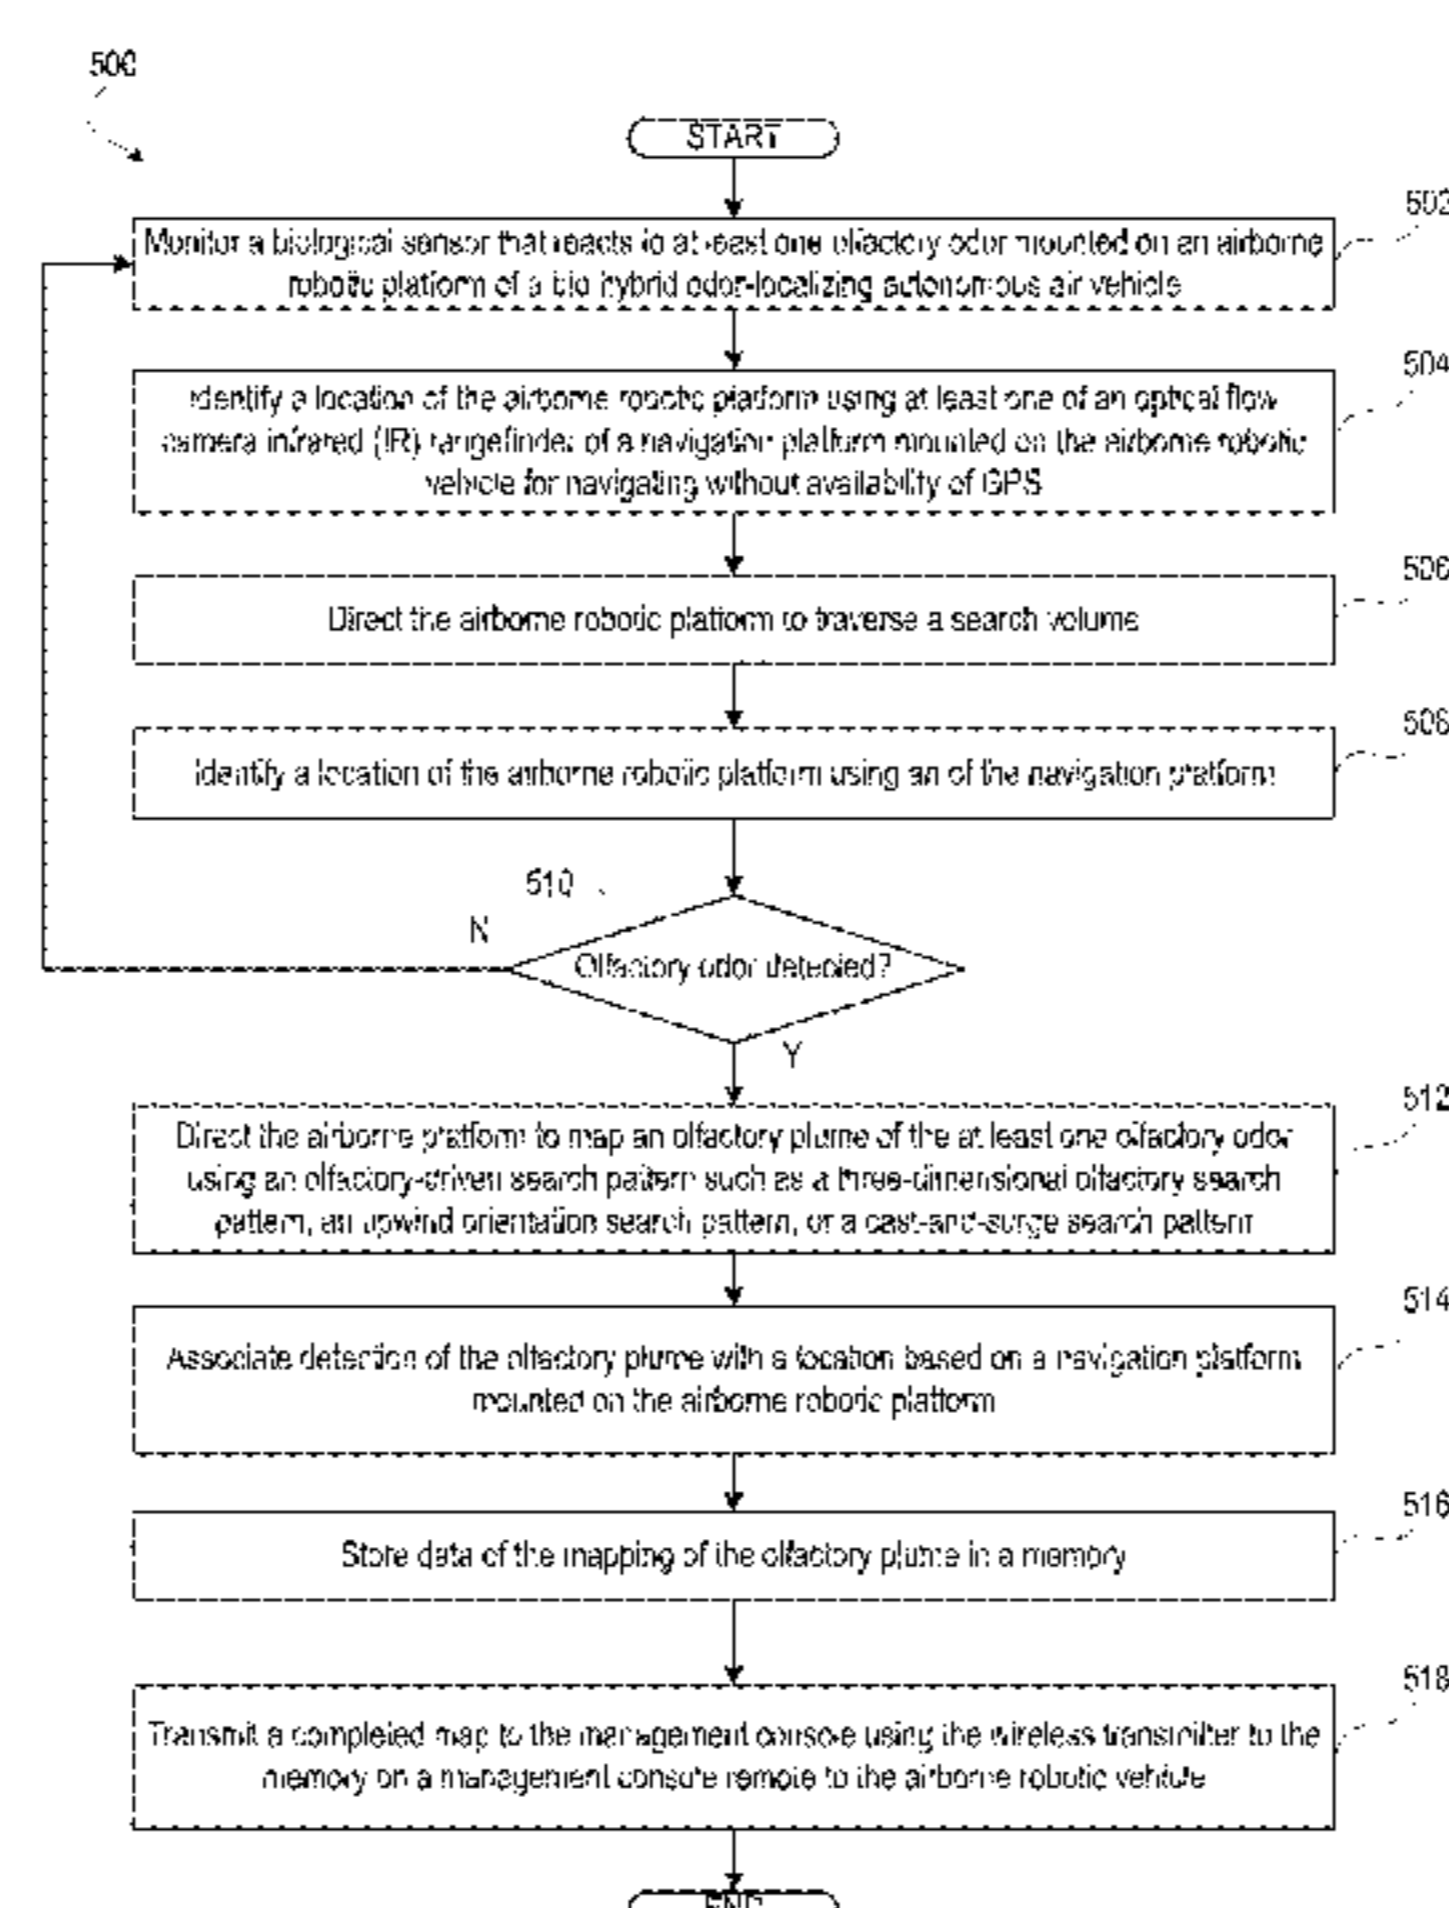 500
START
502
Monitor a biological sensor that reacts to at least one olfactory odor mounted on an airborne
robotic platform of a bio hybrid odor-localizing autonomous air vehicle
504
Identify a location of the airborne robotic platform using at least one of an optical flow
camera infrared (IR) rangefinder of a navigation platform mounted on the airborne robotic
vehicle for navigating without availability of GPS
506
Direct the airborne robotic platform to traverse a search volume
508
Identify a location of the airborne robotic platform using an of the navigation platform
510
N
Olfactory odor detected?
Y
512
Direct the airborne platform to map an olfactory plume of the at least one olfactory odor
using an olfactory-driven search pattern such as a three-dimensional olfactory search
pattern, an upwind orientation search pattern, or a cast-and-surge search pattern
514
Associate detection of the olfactory plume with a location based on a navigation platform
mounted on the airborne robotic platform
516
Store data of the mapping of the olfactory plume in a memory
518
Transmit a completed map to the management console using the wireless transmitter to the
memory on a management console remote to the airborne robotic vehicle
END